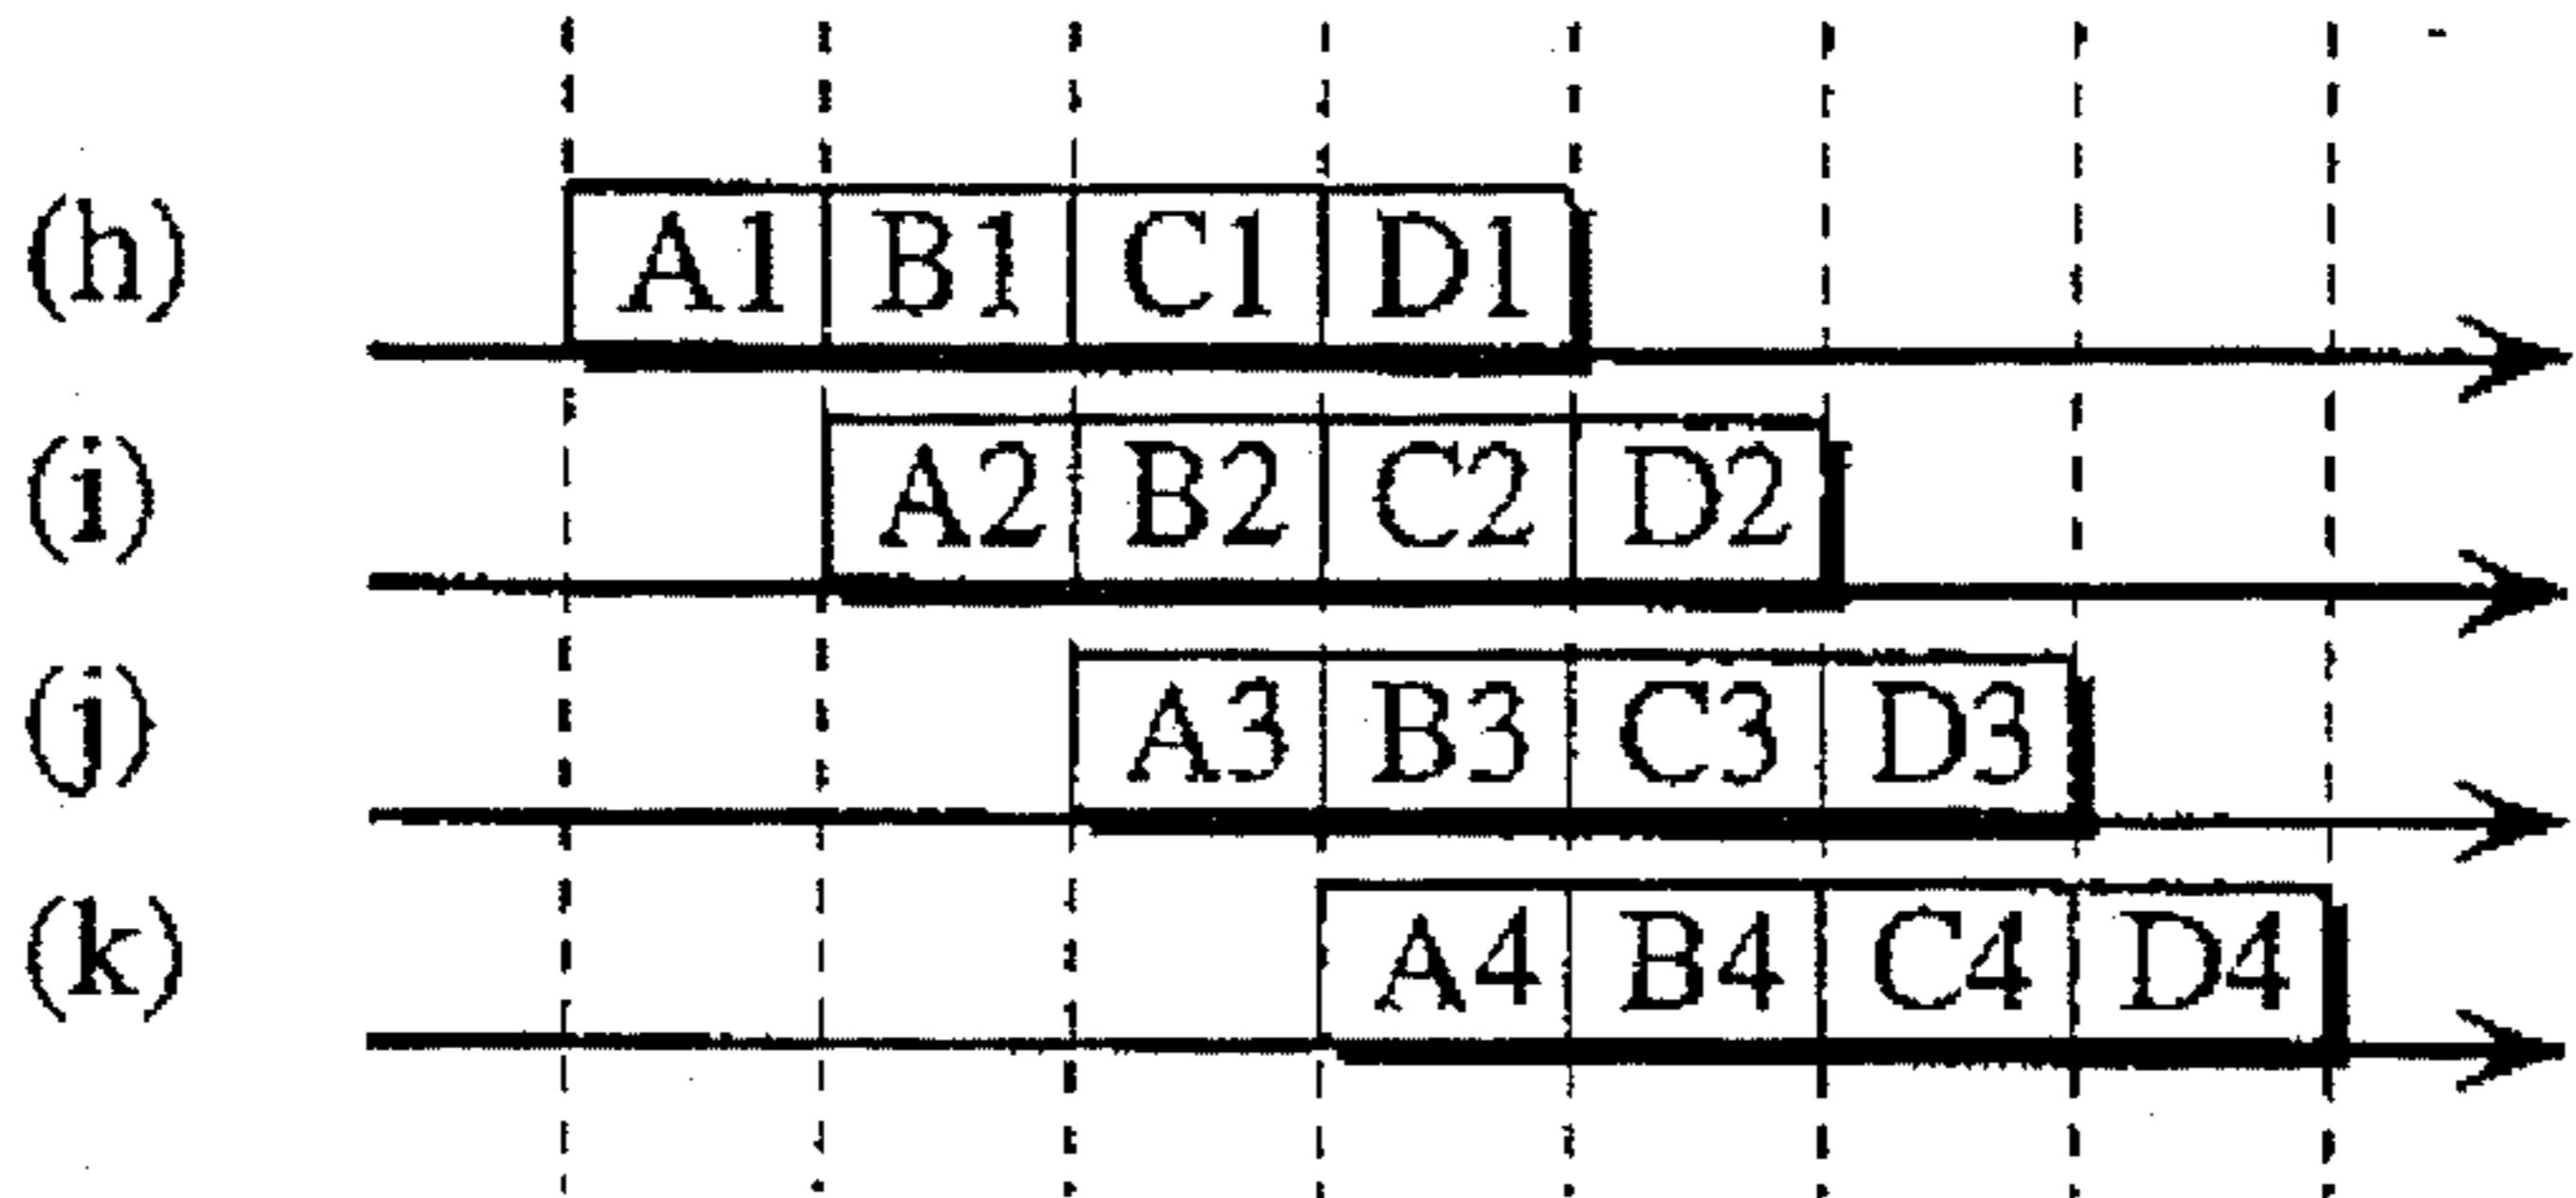 (h) A1 B1 C1 D1
(i) A2 B2 C2 D2
(j) A3 B3 C3 D3
(k) A4 B4 C4 D4